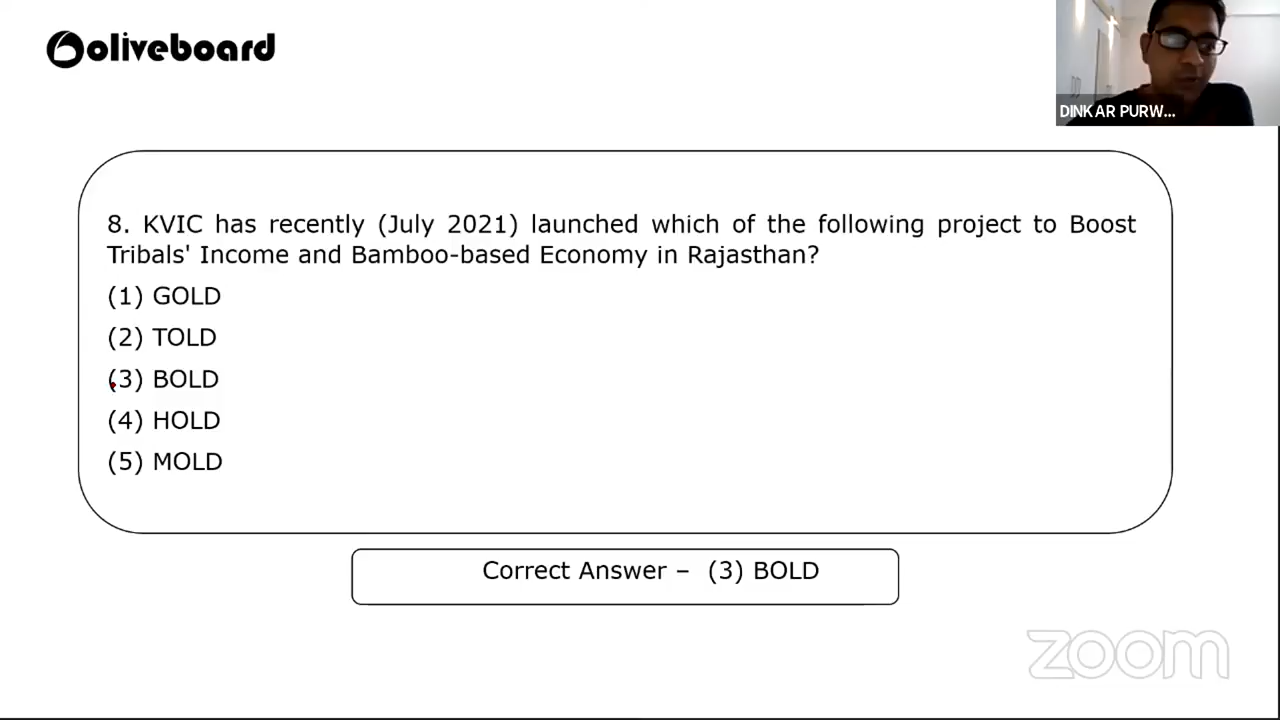 oliveboard
DINKAR PURW...
8. KVIC has recently (July 2021) launched which of the following project to Boost
Tribals' Income and Bamboo-based Economy in Rajasthan?
(1) GOLD
(2) TOLD
(3) BOLD
(4) HOLD
(5) MOLD
Correct Answer – (3) BOLD
zoom